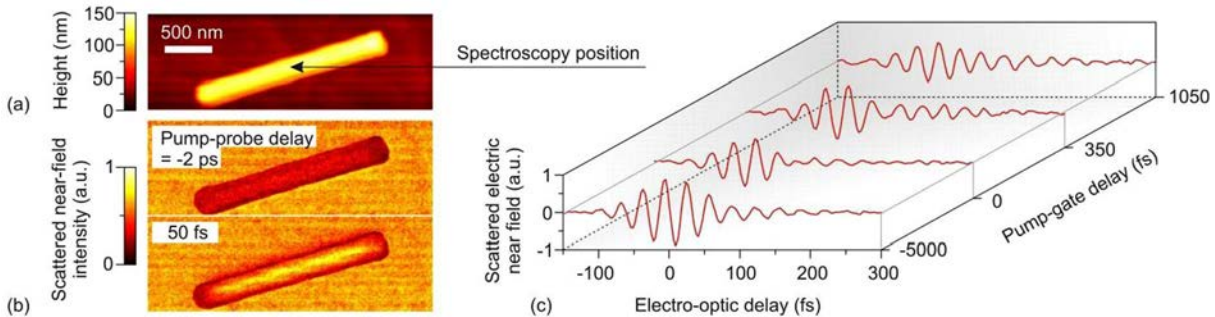 (a)
Height (nm)
150
100
50
0
500 nm
Spectroscopy position
(b)
Scattered near-field
intensity (a.u.)
1
0
Pump-probe delay
= -2 ps
50 fs
(c)
Scattered electric
near field (a.u.)
1
0
-1
-100
0
100
200
300
Electro-optic delay (fs)
-5000
0
350
1050
Pump-gate delay (fs)